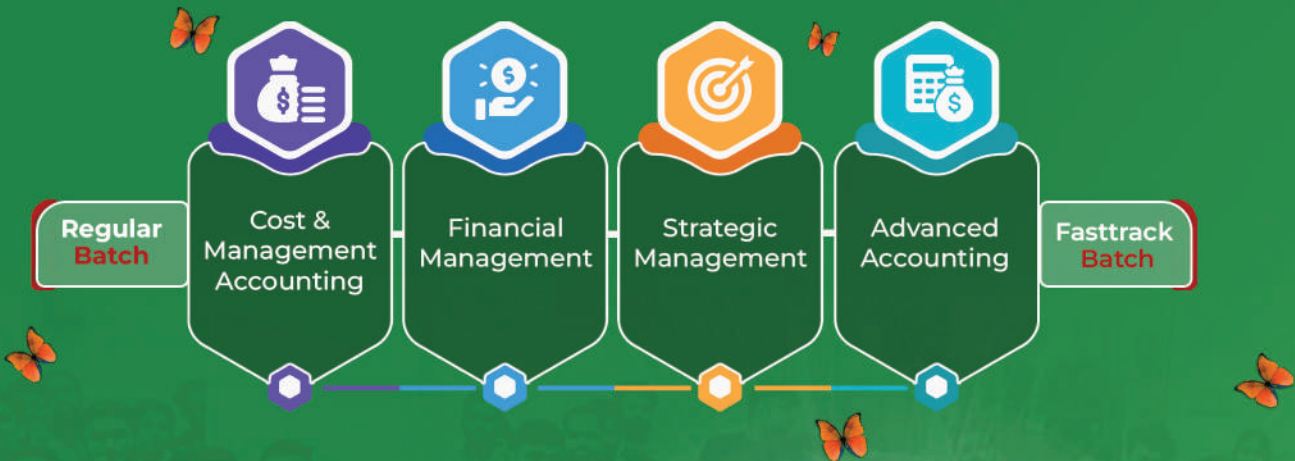 Regular
Batch
Cost &
Management
Accounting
Financial
Management
Strategic
Management
Advanced
Accounting
Fasttrack
Batch